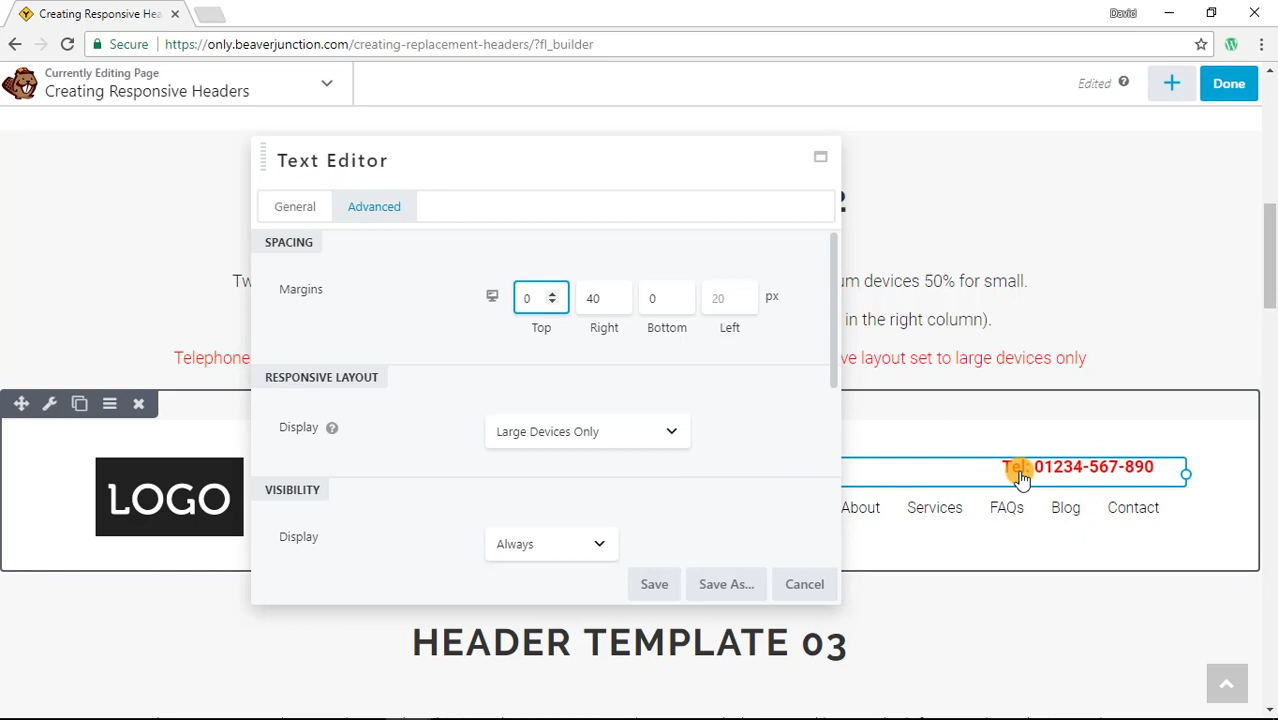 Creating Responsive Hea
David
Secure
https://only.beaverjunction.com/creating-replacement-headers/?fl_builder
Currently Editing Page
Creating Responsive Headers
Edited
Done
Text Editor
General
Advanced
SPACING
Margins
0
40
0
20
px
Top
Right
Bottom
Left
um devices 50% for small.
in the right column).
Telephone
ve layout set to large devices only
RESPONSIVE LAYOUT
Display
Large Devices Only
VISIBILITY
Display
Always
Save
Save As...
Cancel
LOGO
Tel: 01234-567-890
About
Services
FAQs
Blog
Contact
HEADER TEMPLATE 03